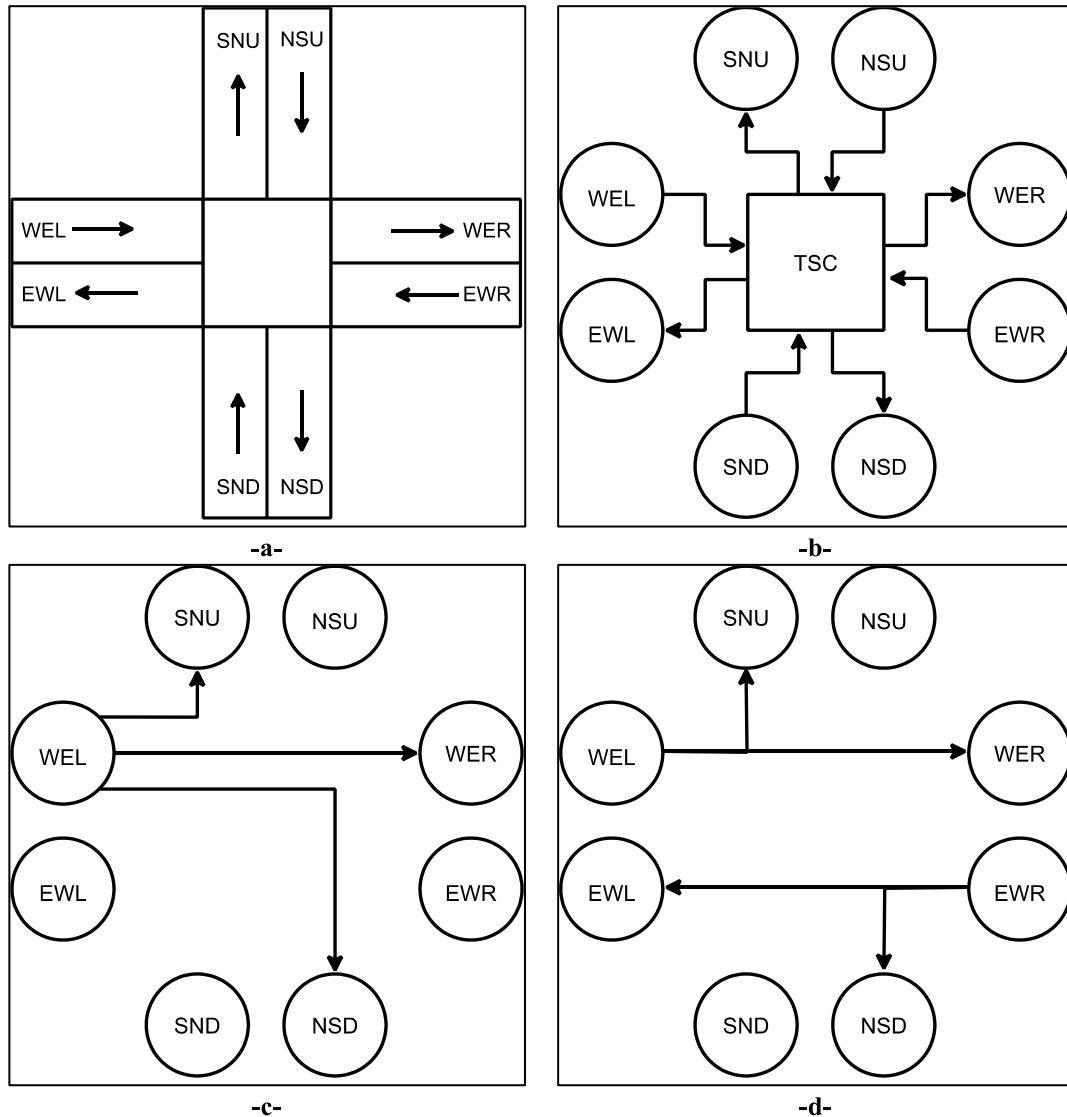 SNU NSU
WEL WER
EWL EWR
SND NSD
-a-
SNU NSU
WEL WER
TSC
EWL EWR
SND NSD
-b-
SNU NSU
WEL WER
EWL EWR
SND NSD
-c-
SNU NSU
WEL WER
EWL EWR
SND NSD
-d-